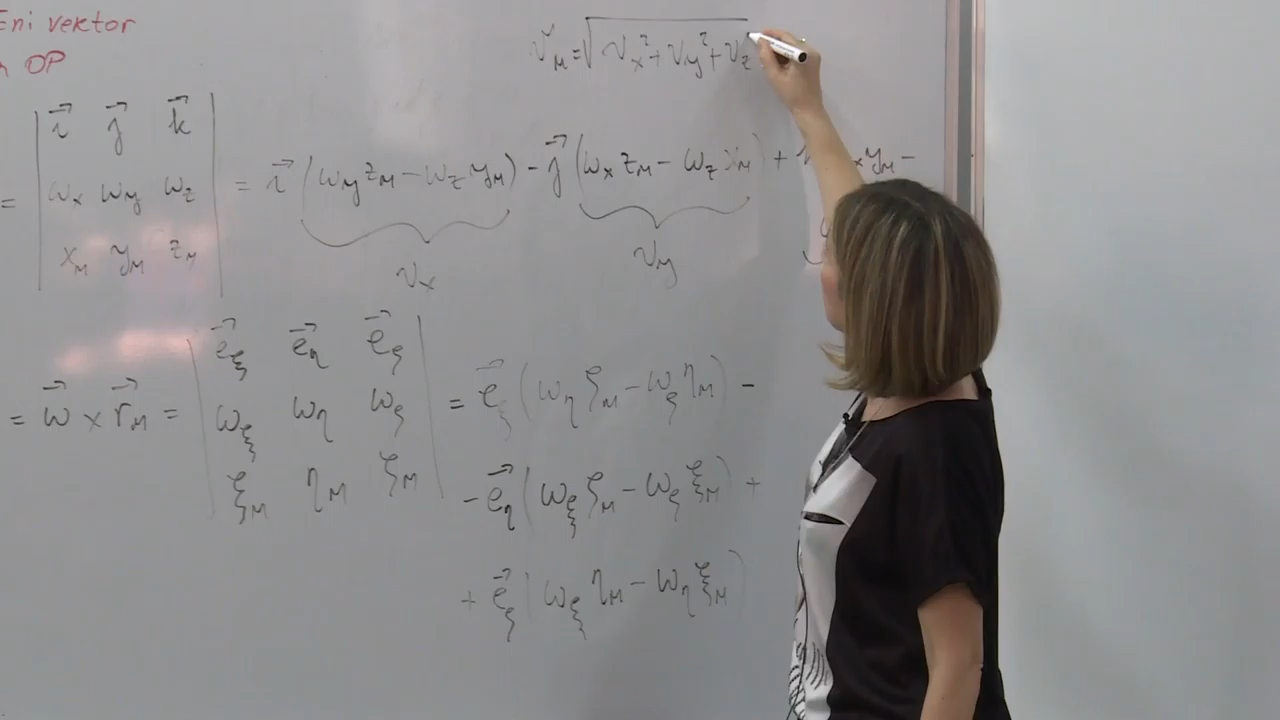 Eni vektor
OP
v_M = √(v_x² + v_y² + v_z
= | i⃗ j⃗ k⃗ | = i⃗ (ω_y z_M − ω_z y_M) − j⃗ (ω_x z_M − ω_z x_M) + x y_M −
ω_x ω_y ω_z
x_M y_M z_M
v_x v_y
= ω⃗ × r⃗_M = | e⃗_ξ e⃗_η e⃗_ζ | = e⃗_ξ (ω_η ζ_M − ω_ζ η_M) −
ω_ξ ω_η ω_ζ
ξ_M η_M ζ_M
− e⃗_η (ω_ξ ζ_M − ω_ζ ξ_M) +
+ e⃗_ζ (ω_ξ η_M − ω_η ξ_M)